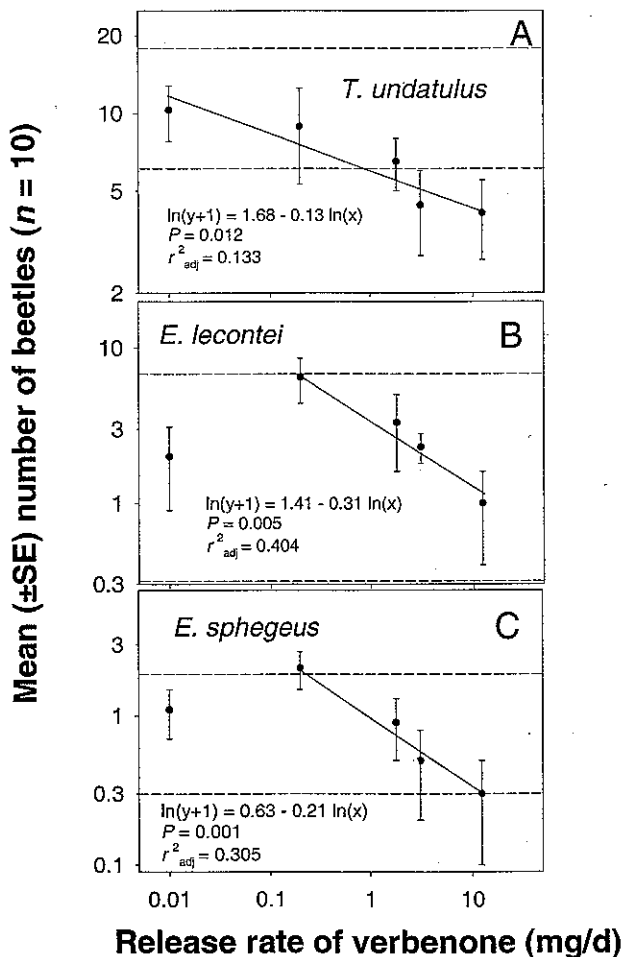 Mean (±SE) number of beetles (n = 10)
20
10
5
2
A
T. undatulus
ln(y+1) = 1.68 - 0.13 ln(x)
P = 0.012
r²adj = 0.133
10
3
1
0.3
B
E. lecontei
ln(y+1) = 1.41 - 0.31 ln(x)
P = 0.005
r²adj = 0.404
3
1
0.3
0.1
C
E. sphegeus
ln(y+1) = 0.63 - 0.21 ln(x)
P = 0.001
r²adj = 0.305
0.01 0.1 1 10
Release rate of verbenone (mg/d)